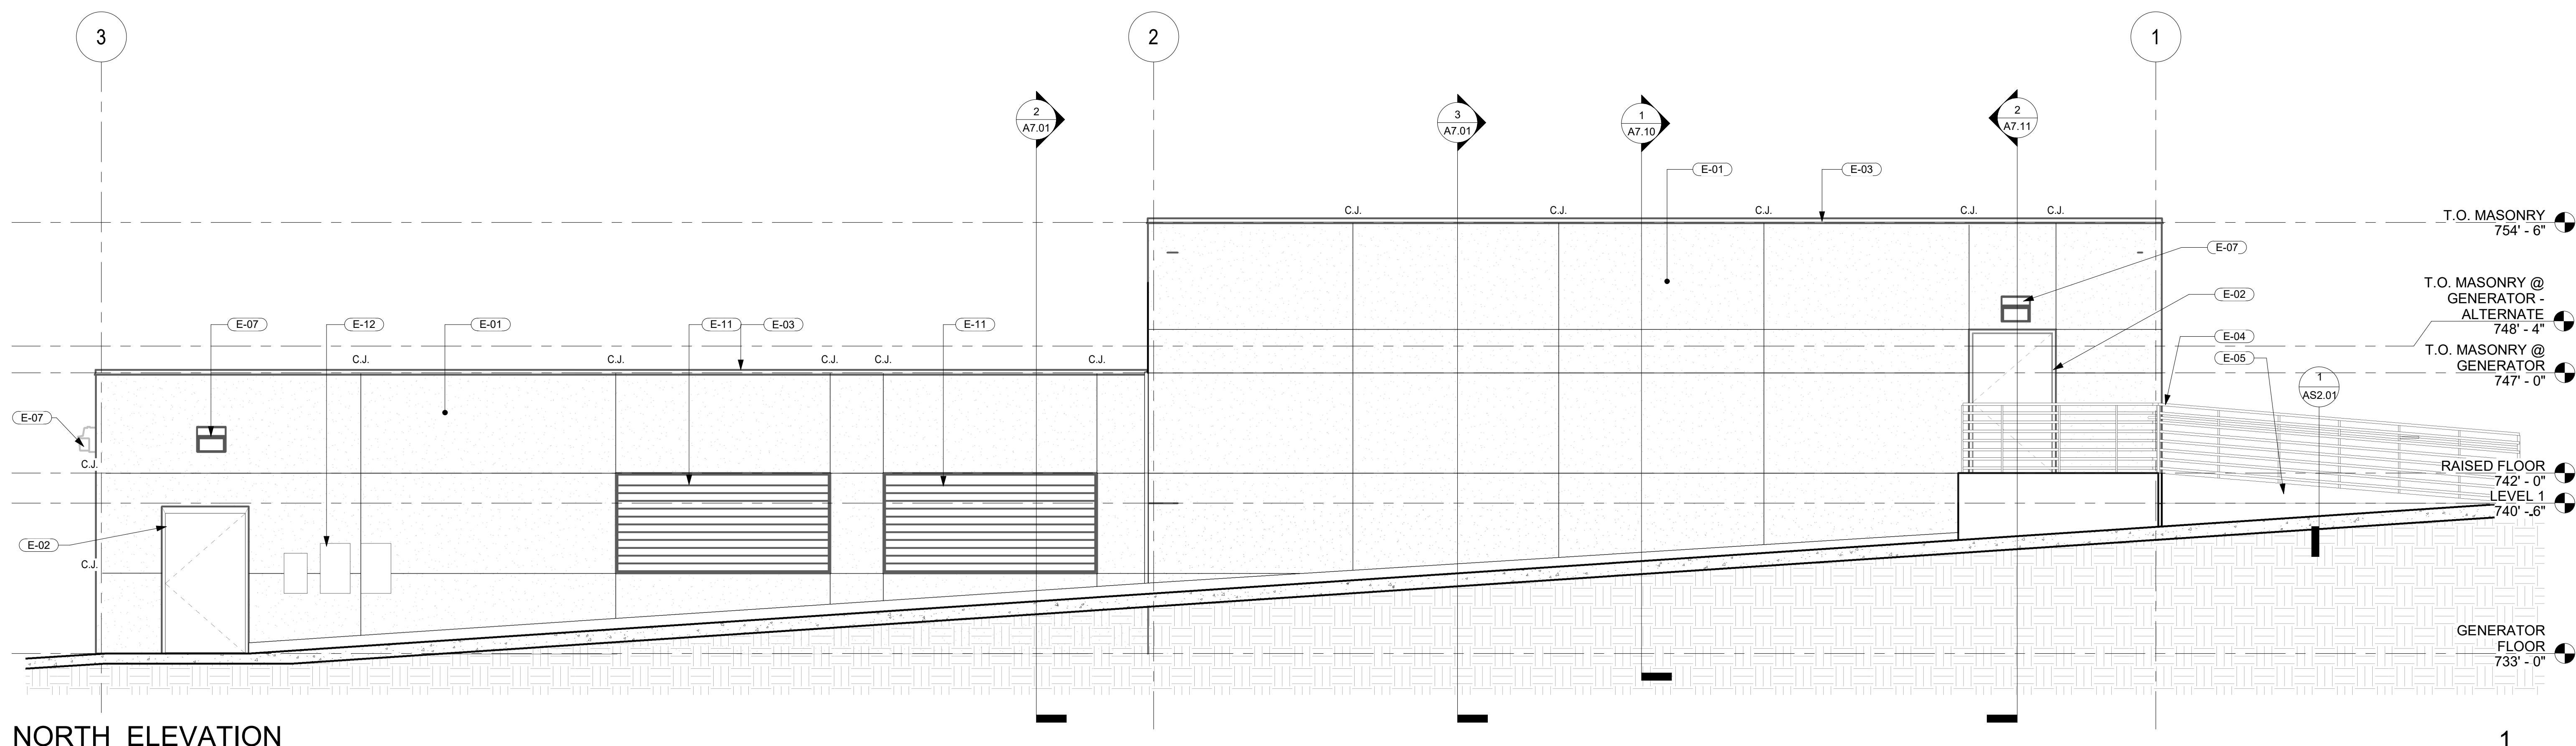 3
2
1
2
A7.01
3
A7.01
1
A7.10
2
A7.11
E-01
E-03
C.J.
C.J.
C.J.
C.J.
C.J.
T.O. MASONRY
754' - 6"
E-07
T.O. MASONRY @
GENERATOR -
ALTERNATE
748' - 4"
E-02
E-07
E-12
E-01
E-11
E-03
E-11
E-04
T.O. MASONRY @
GENERATOR
747' - 0"
E-05
C.J.
C.J.
C.J.
C.J.
C.J.
1
AS2.01
E-07
C.J.
RAISED FLOOR
742' - 0"
LEVEL 1
740' - 6"
E-02
C.J.
GENERATOR
FLOOR
733' - 0"
NORTH ELEVATION
1